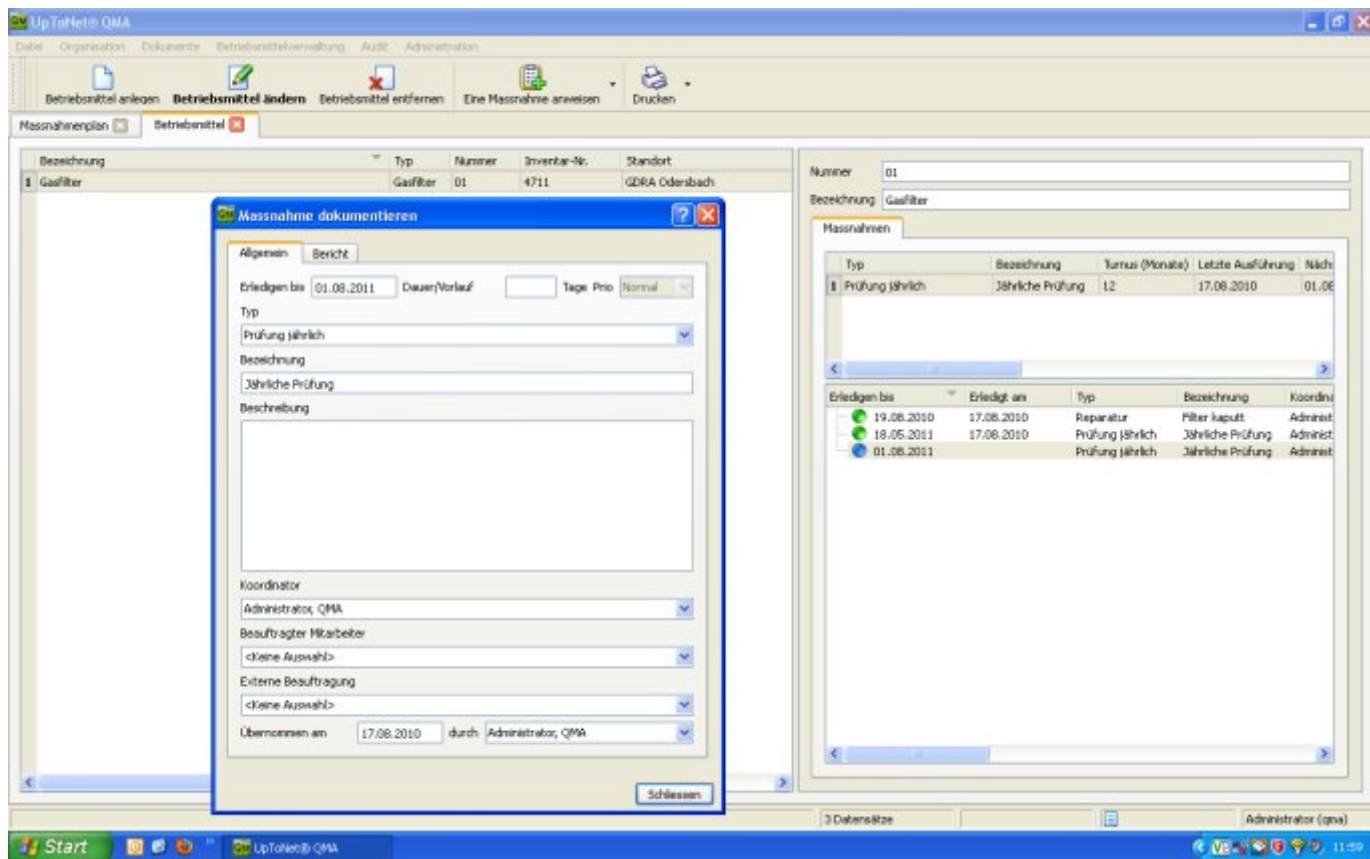 UpToNet® QMA
Datei Organisation Dokumente Betriebsmittelverwaltung Audit Administration
Betriebsmittel anlegen Betriebsmittel ändern Betriebsmittel entfernen Eine Massnahme anweisen Drucken
Massnahmenplan Betriebsmittel
Bezeichnung Typ Nummer Inventar-Nr. Standort
1 Gasfilter Gasfilter 01 4711 GDRA Odersbach
Massnahme dokumentieren
Allgemein Bericht
Erledigen bis 01.08.2011 Dauer/Vorlauf Tage Prio Normal
Typ
Prüfung jährlich
Bezeichnung
Jährliche Prüfung
Beschreibung
Koordinator
Administrator, QMA
Beauftragter Mitarbeiter
<Keine Auswahl>
Externe Beauftragung
<Keine Auswahl>
Übernommen am 17.08.2010 durch Administrator, QMA
Schliessen
Nummer 01
Bezeichnung Gasfilter
Massnahmen
Typ Bezeichnung Turnus (Monate) Letzte Ausführung Näch
1 Prüfung jährlich Jährliche Prüfung 12 17.08.2010 01.08
Erledigen bis Erledigt am Typ Bezeichnung Koordina
19.08.2010 17.08.2010 Reparatur Filter kaputt Administ
18.05.2011 17.08.2010 Prüfung jährlich Jährliche Prüfung Administ
01.08.2011 Prüfung jährlich Jährliche Prüfung Administ
3 Datensätze Administrator (qma)
Start UpToNet® QMA 11:59